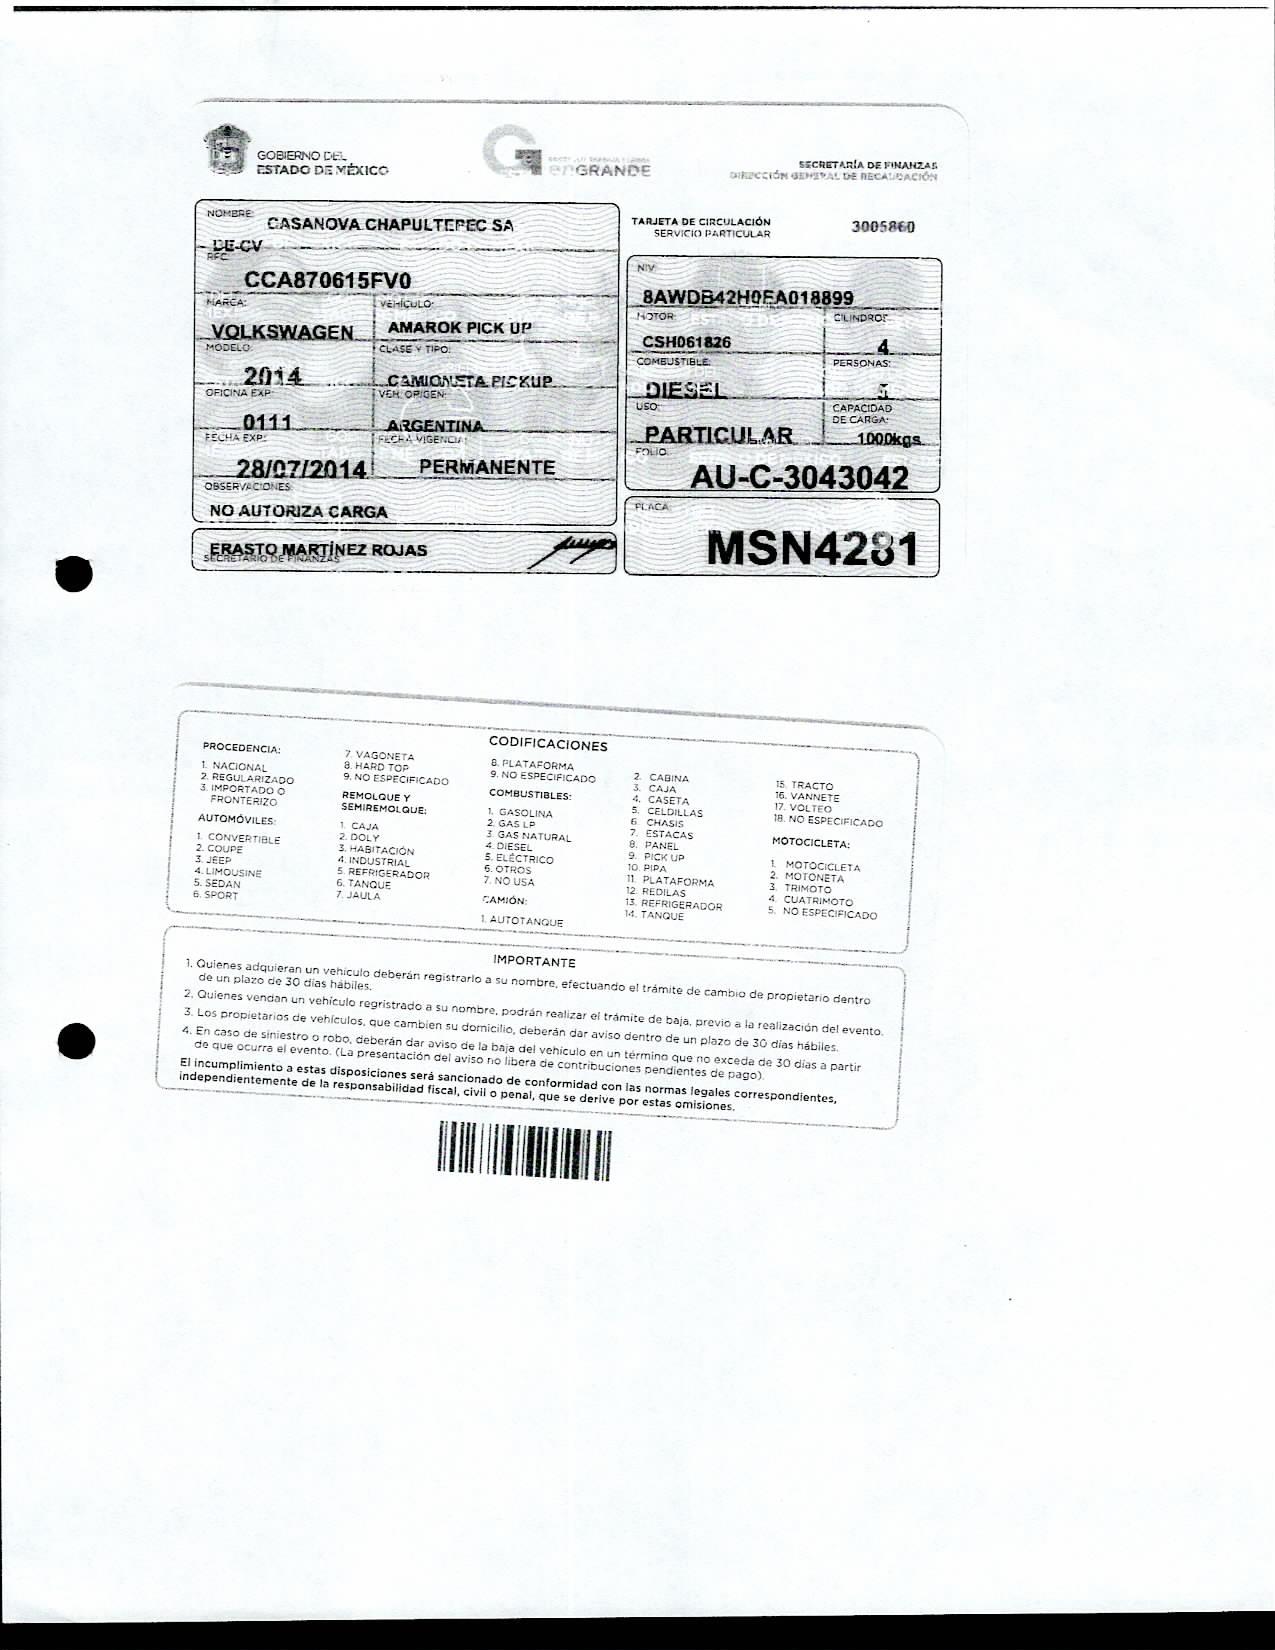 GOBIERNO DEL
ESTADO DE MÉXICO
enGRANDE
SECRETARÍA DE FINANZAS
DIRECCIÓN GENERAL DE RECAUDACIÓN
TARJETA DE CIRCULACIÓN
SERVICIO PARTICULAR
3005860
NOMBRE:
CASANOVA CHAPULTEPEC SA
DE CV
RFC:
CCA870615FV0
MARCA:
VOLKSWAGEN
VEHÍCULO:
AMAROK PICK UP
MODELO:
2014
CLASE Y TIPO:
CAMIONETA PICKUP
OFICINA EXP:
0111
VEH. ORIGEN:
ARGENTINA
FECHA EXP:
28/07/2014
FECHA VIGENCIA:
PERMANENTE
OBSERVACIONES:
NO AUTORIZA CARGA
ERASTO MARTÍNEZ ROJAS
SECRETARIO DE FINANZAS
NIV:
8AWDB42H0EA018899
MOTOR:
CSH061826
CILINDROS:
4
COMBUSTIBLE:
DIESEL
PERSONAS:
USO:
PARTICULAR
CAPACIDAD
DE CARGA:
1000kgs
FOLIO:
AU-C-3043042
PLACA:
MSN4281
CODIFICACIONES
PROCEDENCIA:
1. NACIONAL
2. REGULARIZADO
3. IMPORTADO O
FRONTERIZO
AUTOMÓVILES:
1. CONVERTIBLE
2. COUPE
3. JEEP
4. LIMOUSINE
5. SEDAN
6. SPORT
7. VAGONETA
8. HARD TOP
9. NO ESPECIFICADO
REMOLQUE Y
SEMIREMOLQUE:
1. CAJA
2. DOLY
3. HABITACIÓN
4. INDUSTRIAL
5. REFRIGERADOR
6. TANQUE
7. JAULA
8. PLATAFORMA
9. NO ESPECIFICADO
COMBUSTIBLES:
1. GASOLINA
2. GAS LP
3. GAS NATURAL
4. DIESEL
5. ELÉCTRICO
6. OTROS
7. NO USA
CAMIÓN:
1. AUTOTANQUE
2. CABINA
3. CAJA
4. CASETA
5. CELDILLAS
6. CHASIS
7. ESTACAS
8. PANEL
9. PICK UP
10. PIPA
11. PLATAFORMA
12. REDILAS
13. REFRIGERADOR
14. TANQUE
15. TRACTO
16. VANNETE
17. VOLTEO
18. NO ESPECIFICADO
MOTOCICLETA:
1. MOTOCICLETA
2. MOTONETA
3. TRIMOTO
4. CUATRIMOTO
5. NO ESPECIFICADO
IMPORTANTE
1. Quienes adquieran un vehículo deberán registrarlo a su nombre, efectuando el trámite de cambio de propietario dentro
de un plazo de 30 días hábiles.
2. Quienes vendan un vehículo regristrado a su nombre, podrán realizar el trámite de baja, previo a la realización del evento.
3. Los propietarios de vehículos, que cambien su domicilio, deberán dar aviso dentro de un plazo de 30 días hábiles.
4. En caso de siniestro o robo, deberán dar aviso de la baja del vehículo en un término que no exceda de 30 días a partir
de que ocurra el evento. (La presentación del aviso no libera de contribuciones pendientes de pago).
El incumplimiento a estas disposiciones será sancionado de conformidad con las normas legales correspondientes,
independientemente de la responsabilidad fiscal, civil o penal, que se derive por estas omisiones.